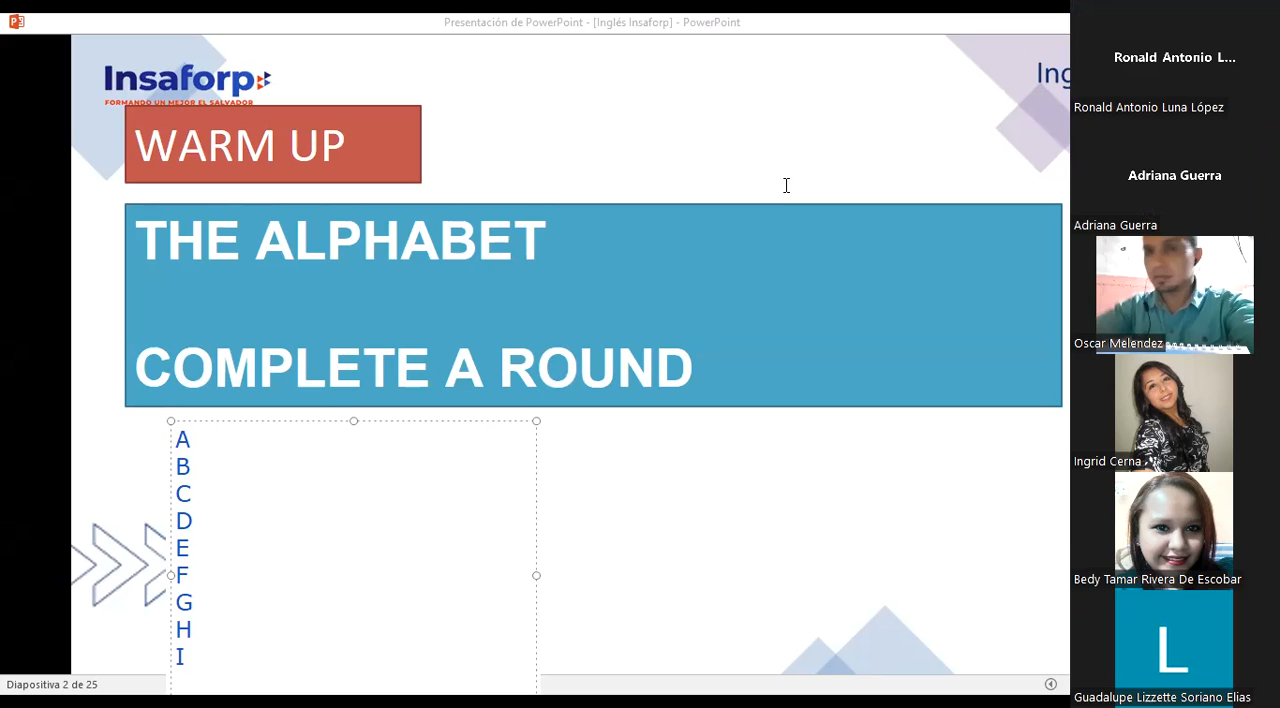 Presentación de PowerPoint - [Inglés Insaforp] - PowerPoint
Insaforp
FORMANDO UN MEJOR EL SALVADOR
WARM UP
THE ALPHABET
COMPLETE A ROUND
A
B
C
D
E
F
G
H
I
Diapositiva 2 de 25
Ronald Antonio L...
Ronald Antonio Luna López
Adriana Guerra
Adriana Guerra
Oscar Melendez
Ingrid Cerna
Bedy Tamar Rivera De Escobar
L
Guadalupe Lizzette Soriano Elias